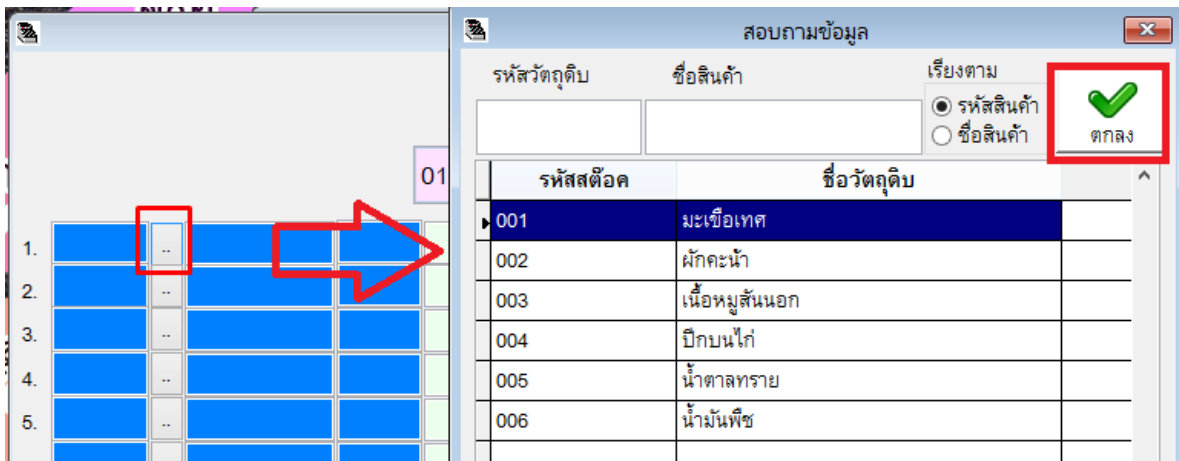 สอบถามข้อมูล
รหัสวัตถุดิบ ชื่อสินค้า เรียงตาม
รหัสสินค้า
ชื่อสินค้า
ตกลง
01
รหัสสต๊อค ชื่อวัตถุดิบ
001 มะเขือเทศ
002 ผักคะน้า
003 เนื้อหมูสันนอก
004 ปีกบนไก่
005 น้ำตาลทราย
006 น้ำมันพืช
1. ..
2. ..
3. ..
4. ..
5. ..